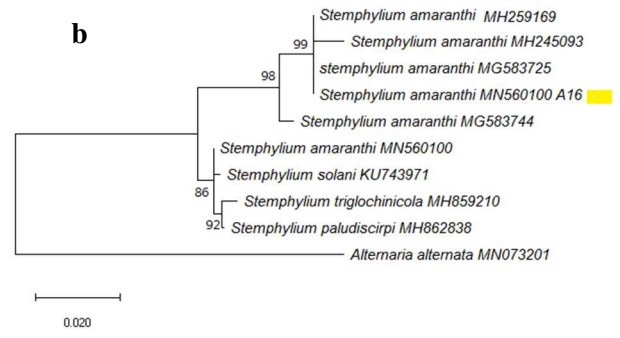 b
Stemphylium amaranthi MH259169
99
Stemphylium amaranthi MH245093
stemphylium amaranthi MG583725
98
Stemphylium amaranthi MN560100 A16
Stemphylium amaranthi MG583744
Stemphylium amaranthi MN560100
Stemphylium solani KU743971
86
Stemphylium triglochinicola MH859210
92
Stemphylium paludiscirpi MH862838
Alternaria alternata MN073201
0.020